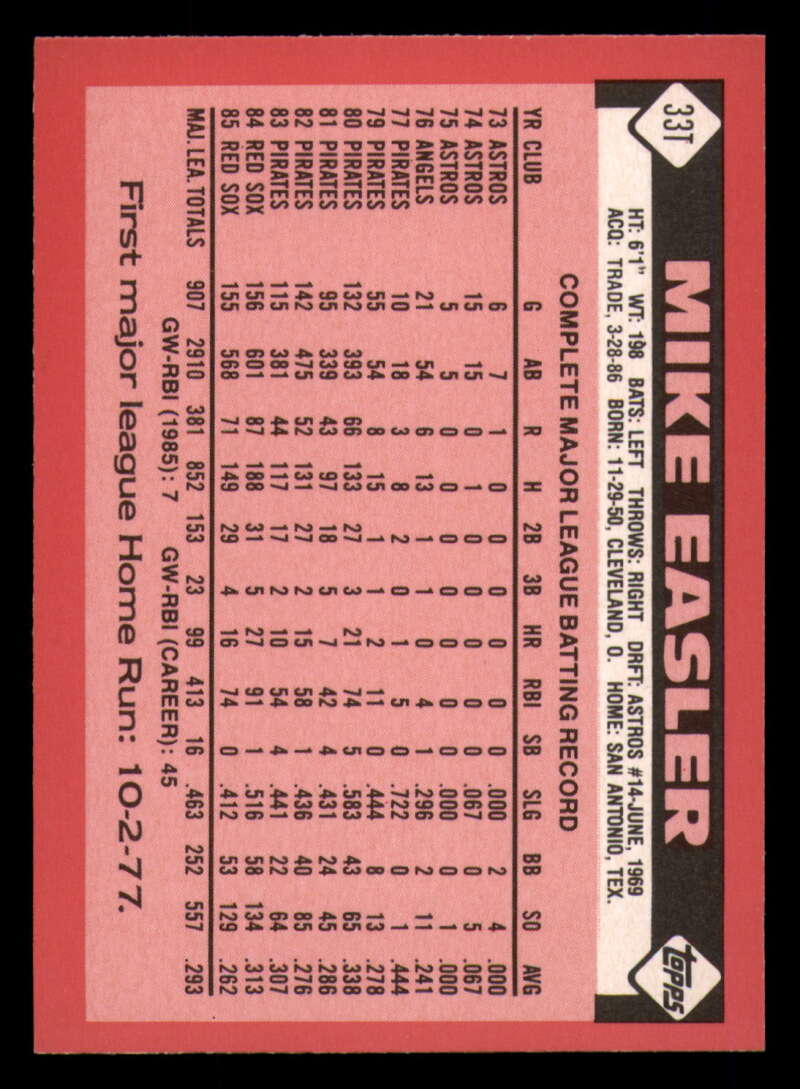 33T
MIKE EASLER
topps
HT: 6'1" WT: 198 BATS: LEFT THROWS: RIGHT DRFT: ASTROS #14-JUNE, 1969
ACQ: TRADE, 3-28-86 BORN: 11-29-50, CLEVELAND, O. HOME: SAN ANTONIO, TEX.
COMPLETE MAJOR LEAGUE BATTING RECORD
YR CLUB G AB R H 2B 3B HR RBI SB SLG BB SO AVG
73 ASTROS 6 7 1 0 0 0 0 0 0 .000 2 4 .000
74 ASTROS 15 15 0 1 0 0 0 0 0 .067 0 5 .067
75 ASTROS 5 5 0 0 0 0 0 0 0 .000 0 1 .000
76 ANGELS 21 54 6 13 1 1 0 4 1 .296 2 11 .241
77 PIRATES 10 18 3 8 2 0 1 5 0 .722 0 1 .444
79 PIRATES 55 54 8 15 1 1 2 11 0 .444 8 13 .278
80 PIRATES 132 393 66 133 27 3 21 74 5 .583 43 65 .338
81 PIRATES 95 339 43 97 18 5 7 42 4 .431 24 45 .286
82 PIRATES 142 475 52 131 27 2 15 58 1 .436 40 85 .276
83 PIRATES 115 381 44 117 17 2 10 54 4 .441 22 64 .307
84 RED SOX 156 601 87 188 31 5 27 91 1 .516 58 134 .313
85 RED SOX 155 568 71 149 29 4 16 74 0 .412 53 129 .262
MAJ. LEA. TOTALS 907 2910 381 852 153 23 99 413 16 .463 252 557 .293
GW-RBI (1985): 7 GW-RBI (CAREER): 45
First major league Home Run: 10-2-77.